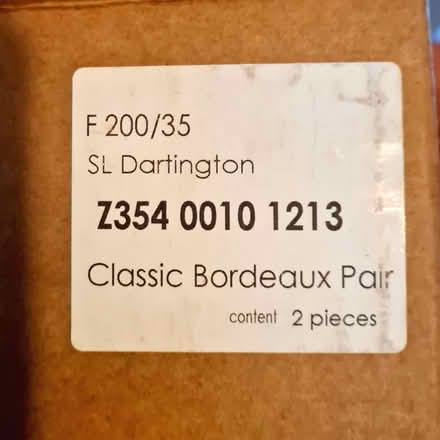 F 200/35
SL Dartington
Z354 0010 1213
Classic Bordeaux Pair
content 2 pieces